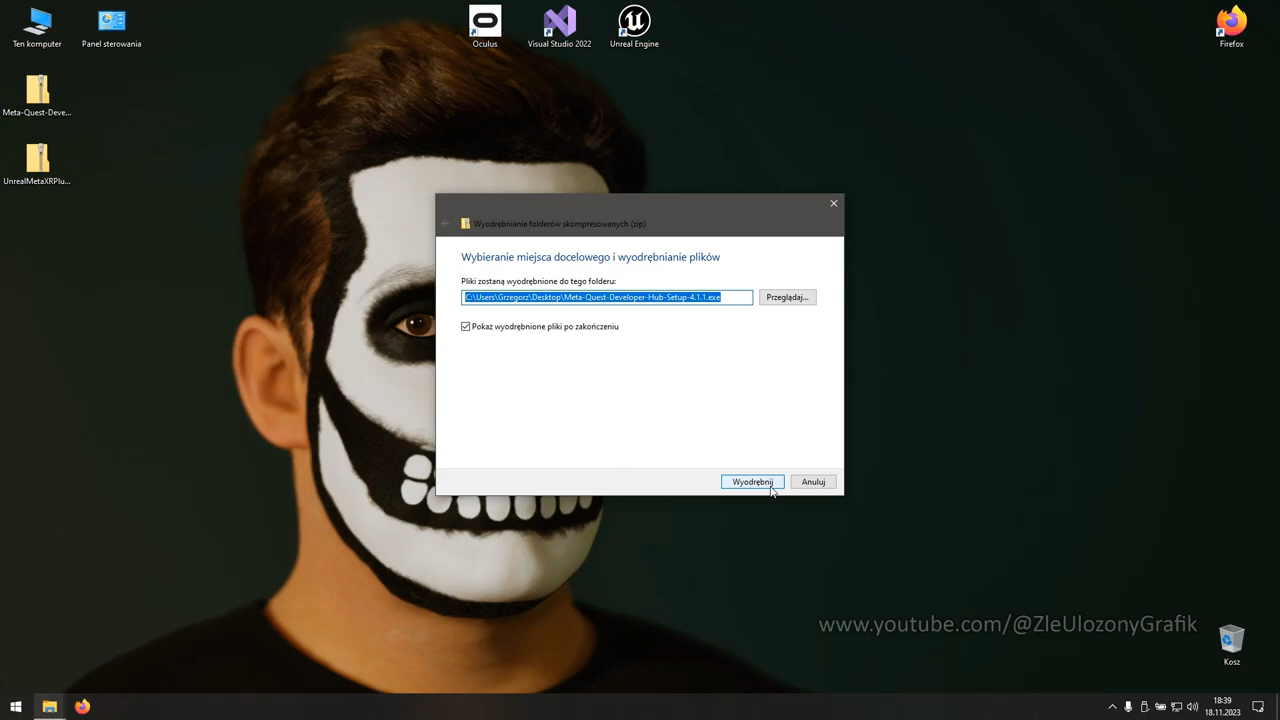 Ten komputer
Panel sterowania
Oculus
Visual Studio 2022
Unreal Engine
Firefox
Meta-Quest-Deve...
UnrealMetaXRPlu...
Wyodrębnianie folderów skompresowanych (zip)
Wybieranie miejsca docelowego i wyodrębnianie plików
Pliki zostaną wyodrębnione do tego folderu:
C:\Users\Grzegorz\Desktop\Meta-Quest-Developer-Hub-Setup-4.1.1.exe
Przeglądaj...
Pokaż wyodrębnione pliki po zakończeniu
Wyodrębnij
Anuluj
www.youtube.com/@ZleUlozonyGrafik
Kosz
18:39
18.11.2023